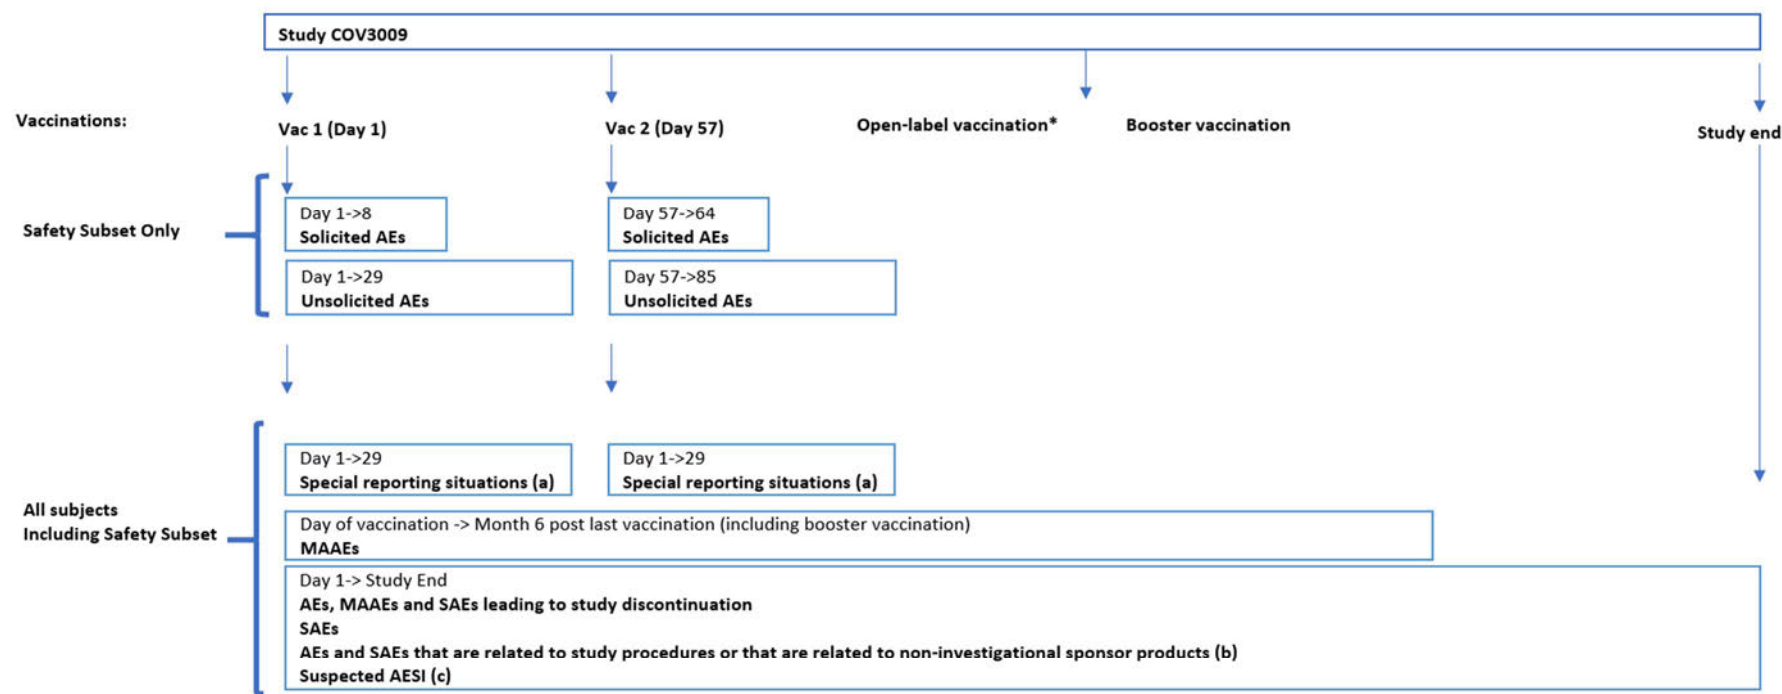 Study COV3009
Vaccinations:
Vac 1 (Day 1)
Vac 2 (Day 57)
Open-label vaccination*
Booster vaccination
Study end
Safety Subset Only
Day 1->8
Solicited AEs
Day 57->64
Solicited AEs
Day 1->29
Unsolicited AEs
Day 57->85
Unsolicited AEs
All subjects
Including Safety Subset
Day 1->29
Special reporting situations (a)
Day 1->29
Special reporting situations (a)
Day of vaccination -> Month 6 post last vaccination (including booster vaccination)
MAAEs
Day 1-> Study End
AEs, MAAEs and SAEs leading to study discontinuation
SAEs
AEs and SAEs that are related to study procedures or that are related to non-investigational sponsor products (b)
Suspected AESI (c)